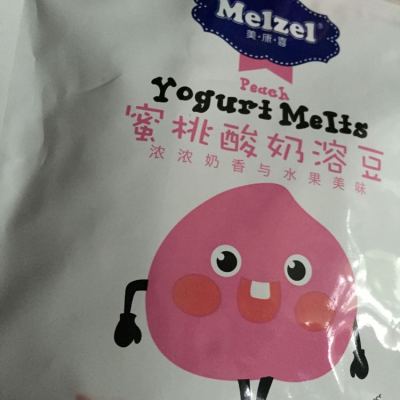 Melzel
美·康·喜
Peach
Yogurt Melts
蜜桃酸奶溶豆
浓浓奶香与水果美味